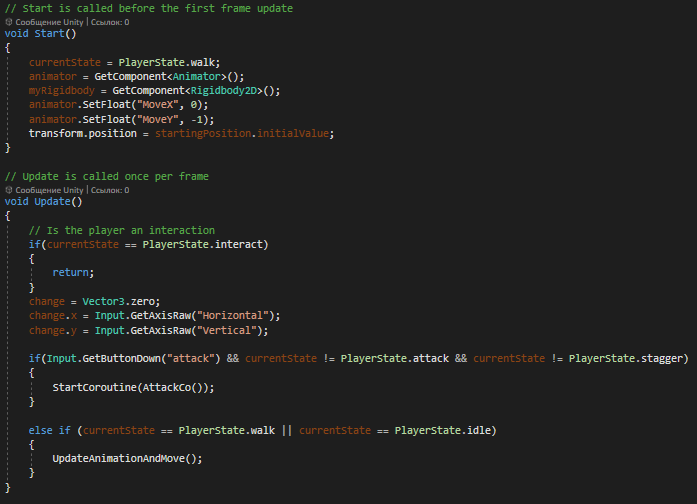 // Start is called before the first frame update
Сообщение Unity | Ссылок: 0
void Start()
{
currentState = PlayerState.walk;
animator = GetComponent<Animator>();
myRigidbody = GetComponent<Rigidbody2D>();
animator.SetFloat("MoveX", 0);
animator.SetFloat("MoveY", -1);
transform.position = startingPosition.initialValue;
}
// Update is called once per frame
Сообщение Unity | Ссылок: 0
void Update()
{
// Is the player an interaction
if(currentState == PlayerState.interact)
{
return;
}
change = Vector3.zero;
change.x = Input.GetAxisRaw("Horizontal");
change.y = Input.GetAxisRaw("Vertical");
if(Input.GetButtonDown("attack") && currentState != PlayerState.attack && currentState != PlayerState.stagger)
{
StartCoroutine(AttackCo());
}
else if (currentState == PlayerState.walk || currentState == PlayerState.idle)
{
UpdateAnimationAndMove();
}
}